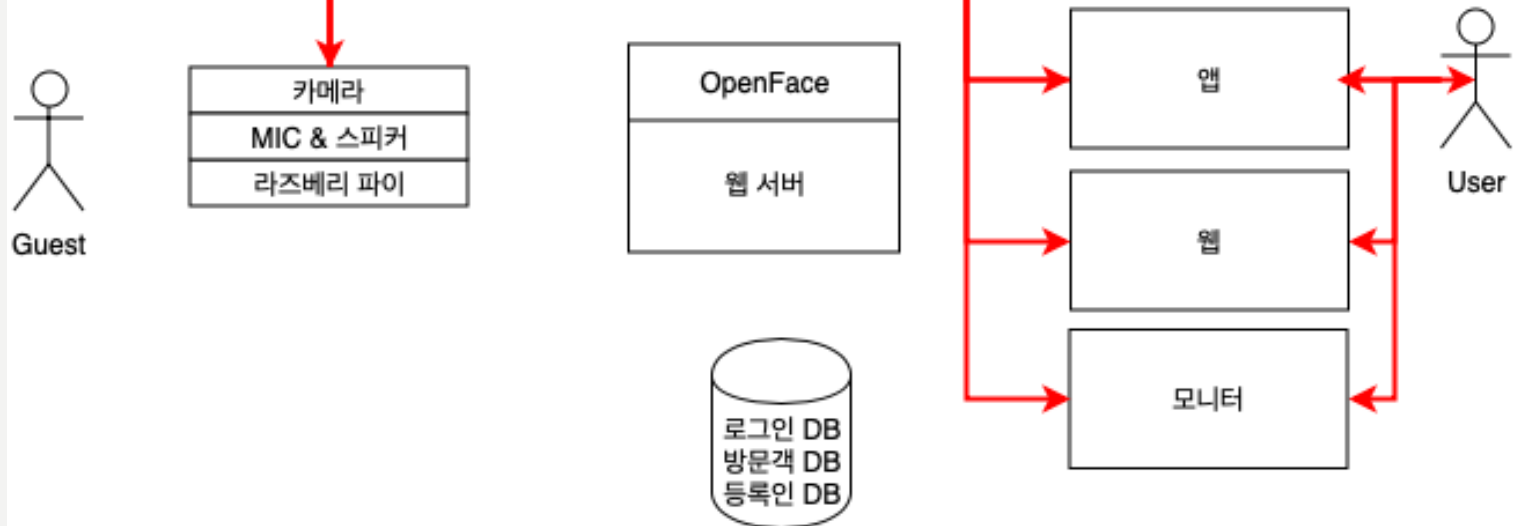 카메라
MIC & 스피커
라즈베리 파이
Guest
OpenFace
웹 서버
로그인 DB
방문객 DB
등록인 DB
앱
웹
모니터
User